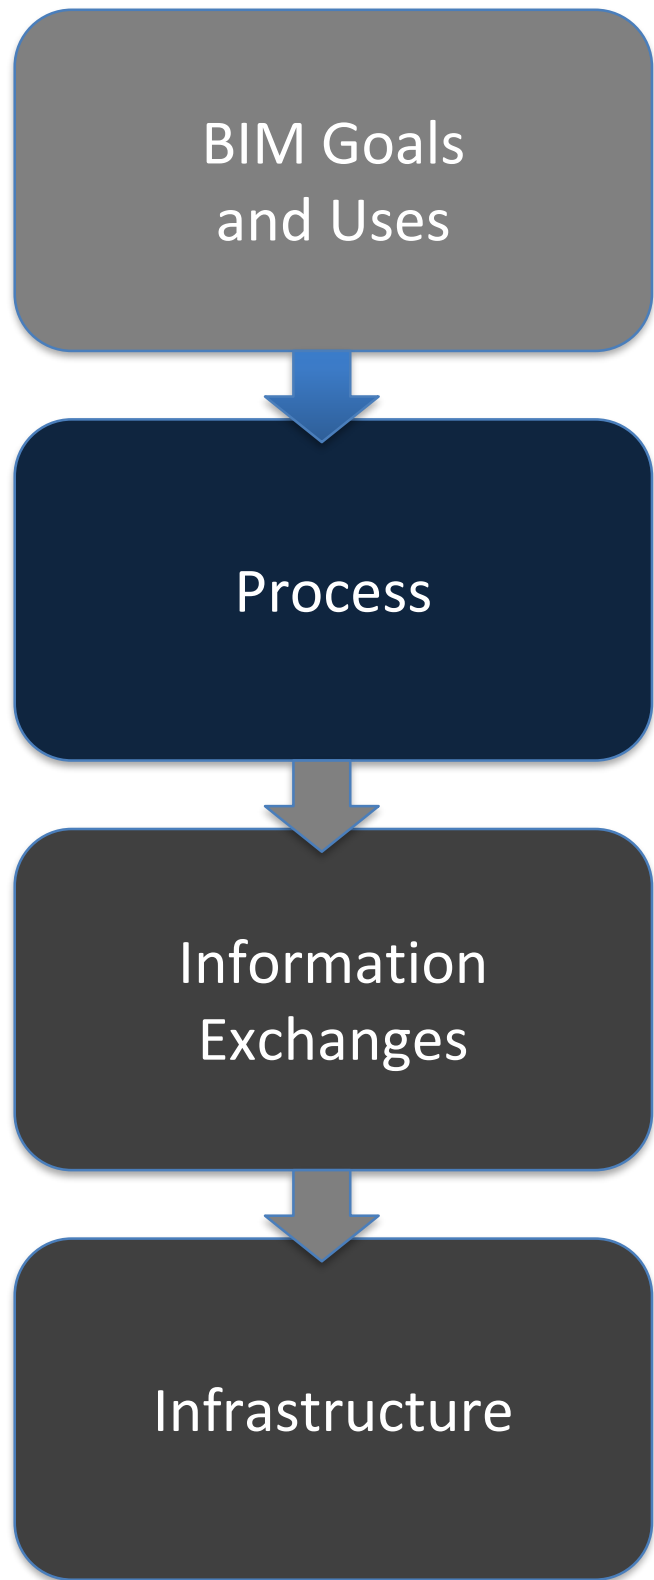 BIM Goals
and Uses
Process
Information
Exchanges
Infrastructure